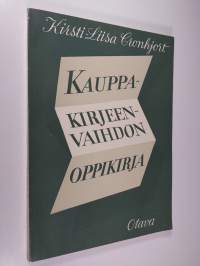 Kirsti-Liisa Cronhjort
KAUPPA-
KIRJEEN-
VAIHDON
OPPIKIRJA
Otava